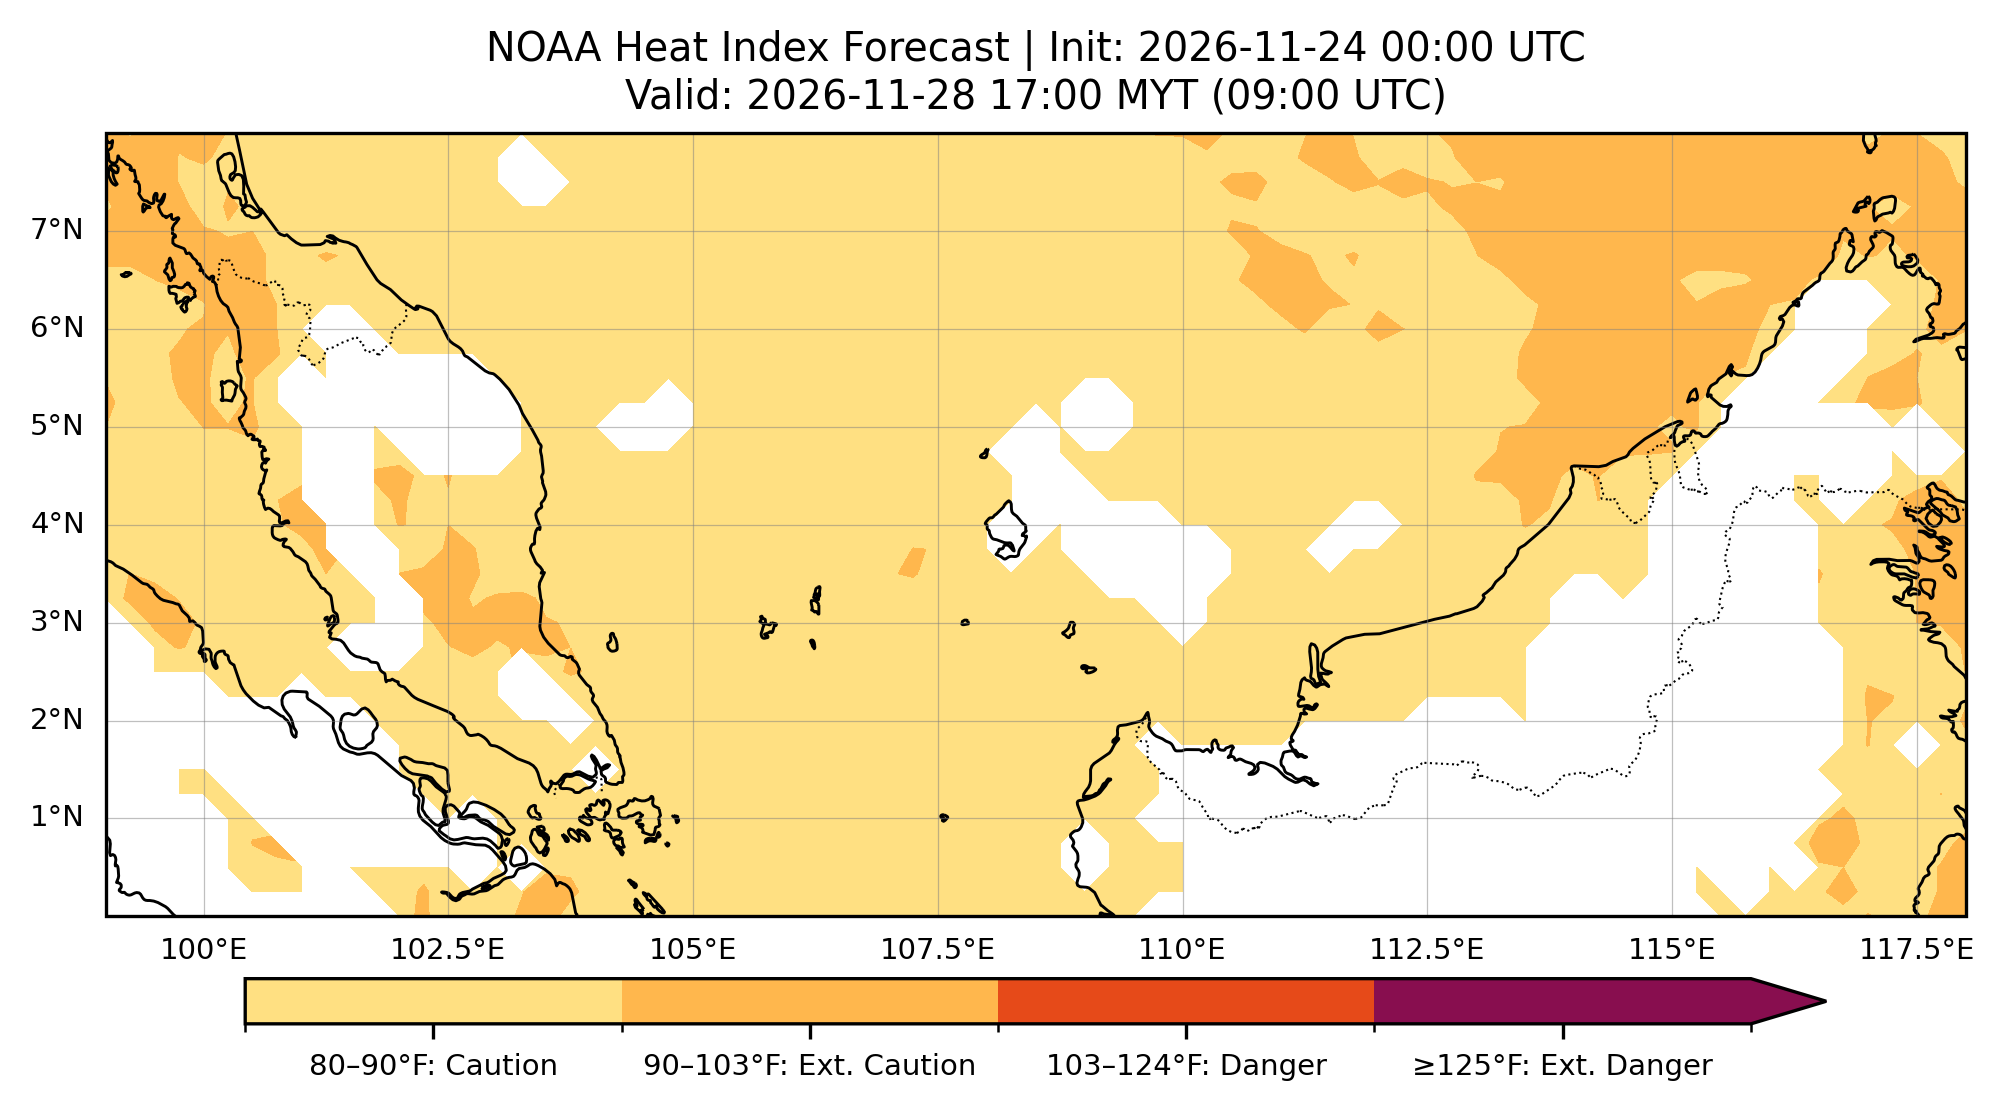 NOAA Heat Index Forecast | Init: 2026-11-24 00:00 UTC
Valid: 2026-11-28 17:00 MYT (09:00 UTC)
7°N
6°N
5°N
4°N
3°N
2°N
1°N
100°E 102.5°E 105°E 107.5°E 110°E 112.5°E 115°E 117.5°E
80–90°F: Caution 90–103°F: Ext. Caution 103–124°F: Danger ≥125°F: Ext. Danger